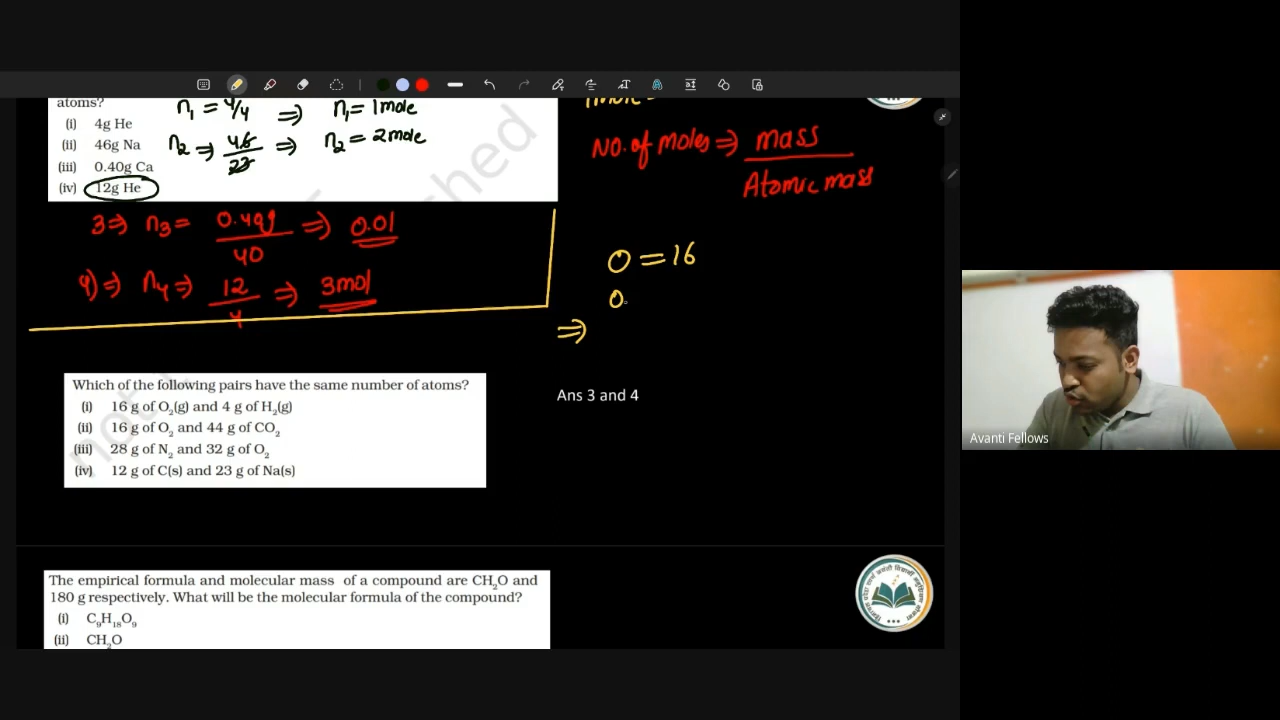 atoms?
n₁ = 4/4 ⇒ n₁ = 1mole
(i) 4g He
(ii) 46g Na
n₂ ⇒ 46/23 ⇒ n₂ = 2mole
(iii) 0.40g Ca
(iv) 12g He
No. of moles ⇒ mass / Atomic mass
3⇒ n₃ = 0.40g/40 ⇒ 0.01
4)⇒ n₄ ⇒ 12/4 ⇒ 3mol
O = 16
O
⇒
Which of the following pairs have the same number of atoms?
(i) 16 g of O₂(g) and 4 g of H₂(g)
(ii) 16 g of O₂ and 44 g of CO₂
(iii) 28 g of N₂ and 32 g of O₂
(iv) 12 g of C(s) and 23 g of Na(s)
Ans 3 and 4
The empirical formula and molecular mass of a compound are CH₂O and
180 g respectively. What will be the molecular formula of the compound?
(i) C₉H₁₈O₉
(ii) CH₂O
Avanti Fellows